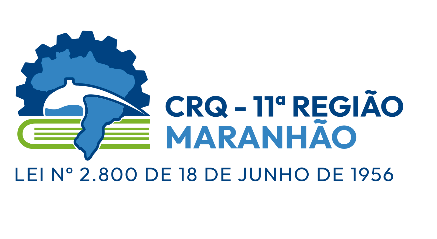 CRQ - 11ª REGIÃO
MARANHÃO
LEI Nº 2.800 DE 18 DE JUNHO DE 1956